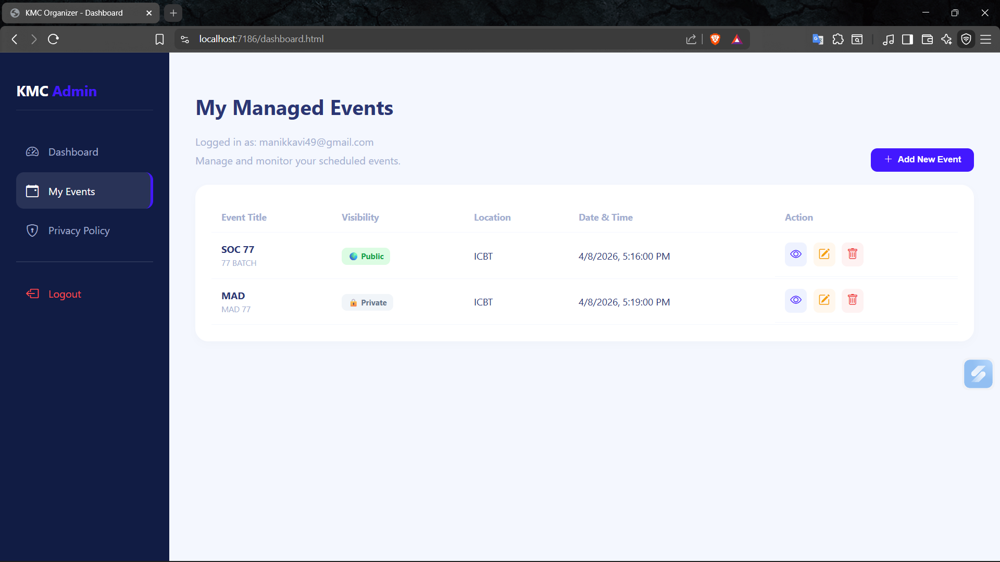 KMC Organizer - Dashboard
localhost:7186/dashboard.html
KMC Admin
Dashboard
My Events
Privacy Policy
Logout
My Managed Events
Logged in as: manikkavi49@gmail.com
Manage and monitor your scheduled events.
+ Add New Event
Event Title Visibility Location Date & Time Action
SOC 77
77 BATCH
Public ICBT 4/8/2026, 5:16:00 PM
MAD
MAD 77
Private ICBT 4/8/2026, 5:19:00 PM